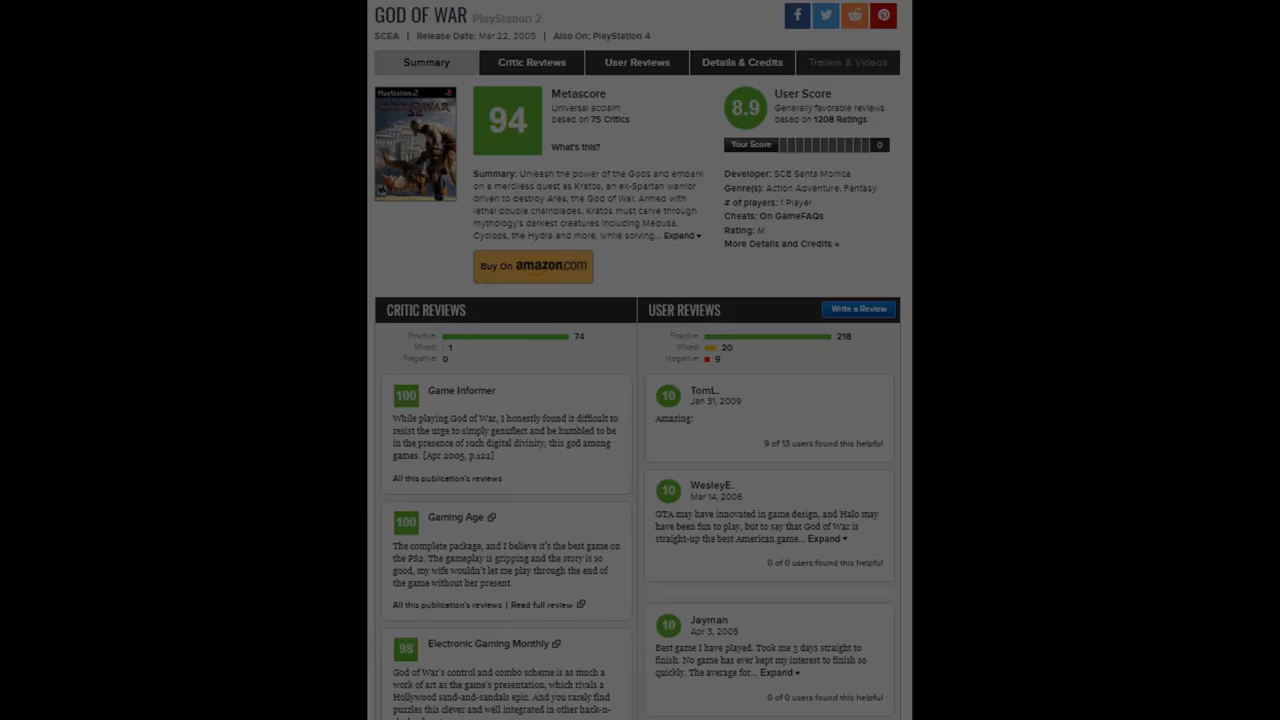 GOD OF WAR PlayStation 2
SCEA | Release Date: Mar 22, 2005 | Also On: PlayStation 4
Summary
Critic Reviews
User Reviews
Details & Credits
Trailers & Videos
PlayStation 2
94
Metascore
Universal acclaim
based on 75 Critics
What's this?
Summary: Unleash the power of the Gods and embark
on a merciless quest as Kratos, an ex-Spartan warrior
driven to destroy Ares, the God of War. Armed with
lethal double chainblades, Kratos must carve through
mythology's darkest creatures including Medusa,
Cyclops, the Hydra and more, while solving... Expand
Buy On amazon.com
8.9
User Score
Generally favorable reviews
based on 1208 Ratings
Your Score 0
Developer: SCE Santa Monica
Genre(s): Action Adventure, Fantasy
# of players: 1 Player
Cheats: On GameFAQs
Rating: M
More Details and Credits »
CRITIC REVIEWS
Positive: 74
Mixed: 1
Negative: 0
100
Game Informer
While playing God of War, I honestly found it difficult to
resist the urge to simply genuflect and be humbled to be
in the presence of such digital divinity, this god among
games. [Apr 2005, p.122]
All this publication's reviews
100
Gaming Age
The complete package, and I believe it's the best game on
the PS2. The gameplay is gripping and the story is so
good, my wife wouldn't let me play through the end of
the game without her present.
All this publication's reviews | Read full review
98
Electronic Gaming Monthly
God of War's control and combo scheme is as much a
work of art as the game's presentation, which rivals a
Hollywood sand-and-sandals epic. And you rarely find
puzzles this clever and well integrated in other hack-n-
USER REVIEWS
Write a Review
Positive: 218
Mixed: 20
Negative: 9
10
TomL.
Jan 31, 2009
Amazing!
9 of 13 users found this helpful
10
WesleyE.
Mar 14, 2006
GTA may have innovated in game design, and Halo may
have been fun to play, but to say that God of War is
straight-up the best American game... Expand
0 of 0 users found this helpful
10
Jayman
Apr 3, 2005
Best game I have played. Took me 3 days straight to
finish. No game has ever kept my interest to finish so
quickly. The average for... Expand
0 of 0 users found this helpful